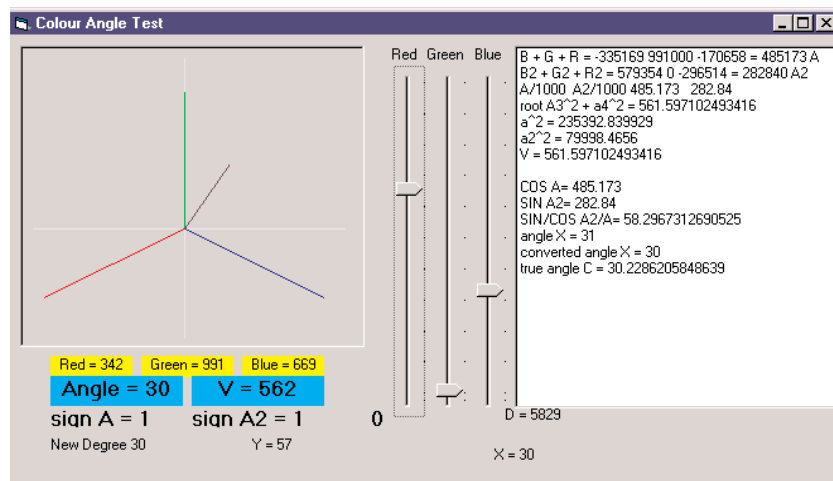 Colour Angle Test
Red Green Blue
B + G + R = -335169 991000 -170658 = 485173 A
B2 + G2 + R2 = 579354 0 -296514 = 282840 A2
A/1000 A2/1000 485.173 282.84
root A3^2 + a4^2 = 561.597102493416
a^2 = 235392.839929
a2^2 = 79998.4656
V = 561.597102493416
COS A= 485.173
SIN A2= 282.84
SIN/COS A2/A= 58.2967312690525
angle X = 31
converted angle X = 30
true angle C = 30.2286205848639
Red = 342 Green = 991 Blue = 669
Angle = 30 V = 562
sign A = 1 sign A2 = 1 0 D = 5829
New Degree 30 Y = 57
X = 30